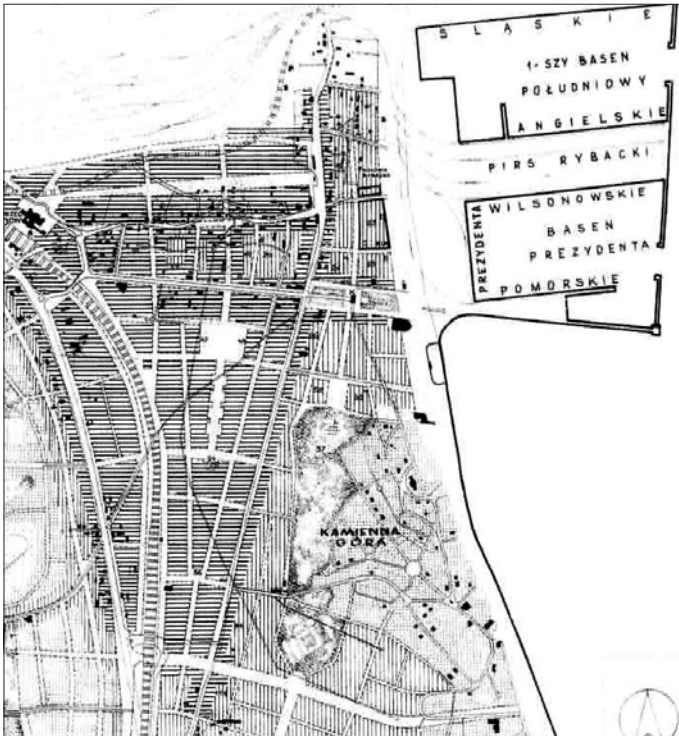 ŚLĄSKIE
1-SZY BASEN
POŁUDNIOWY
ANGIELSKIE
PIRS RYBACKI
WILSONOWSKIE
PREZYDENTA
BASEN
PREZYDENTA
POMORSKIE
KAMIENNA
GÓRA